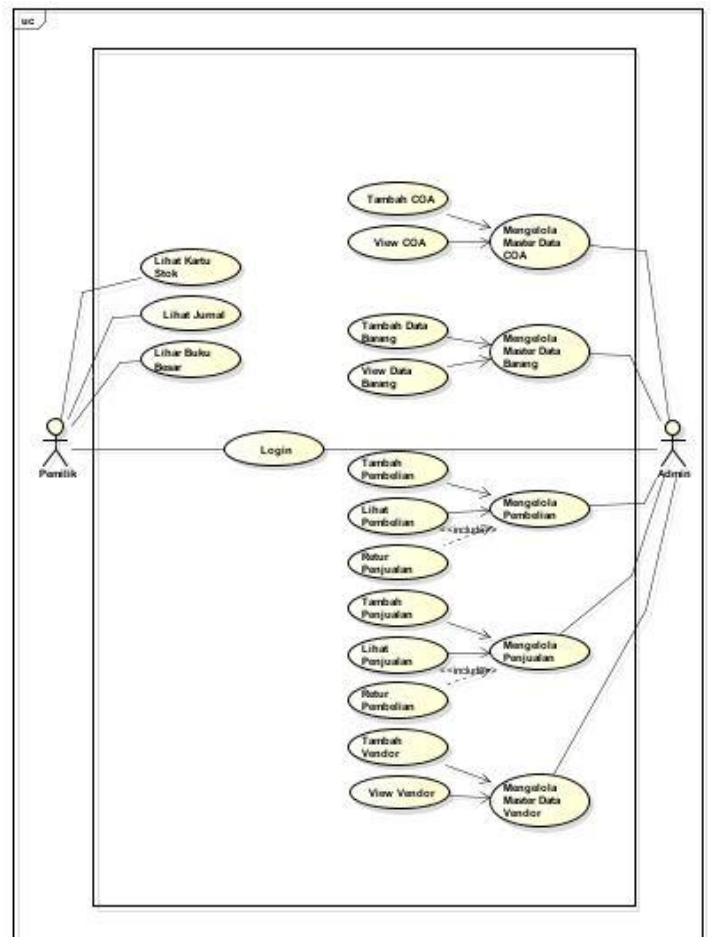 uc
Tambah COA
View COA
Mengelola
Master Data
COA
Lihat Kartu
Stok
Lihat Jurnal
Lihar Buku
Besar
Tambah Data
Barang
View Data
Barang
Mengelola
Master Data
Barang
Pemilik
Login
Admin
Tambah
Pembelian
Lihat
Pembelian
Mengelola
Pembelian
<<include>>
Retur
Penjualan
Tambah
Penjualan
Lihat
Penjualan
Mengelola
Penjualan
<<include>>
Retur
Pembelian
Tambah
Vendor
View Vendor
Mengelola
Master Data
Vendor